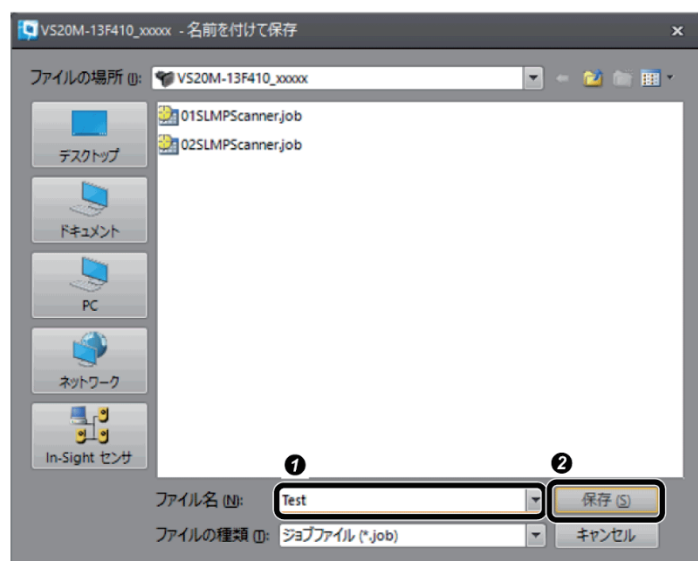 VS20M-13F410_xxxxx - 名前を付けて保存
ファイルの場所 (I): VS20M-13F410_xxxxx
01SLMPScanner.job
02SLMPScanner.job
デスクトップ
ドキュメント
PC
ネットワーク
In-Sight センサ
❶ ❷
ファイル名 (N): Test 保存 (S)
ファイルの種類 (T): ジョブファイル (*.job) キャンセル